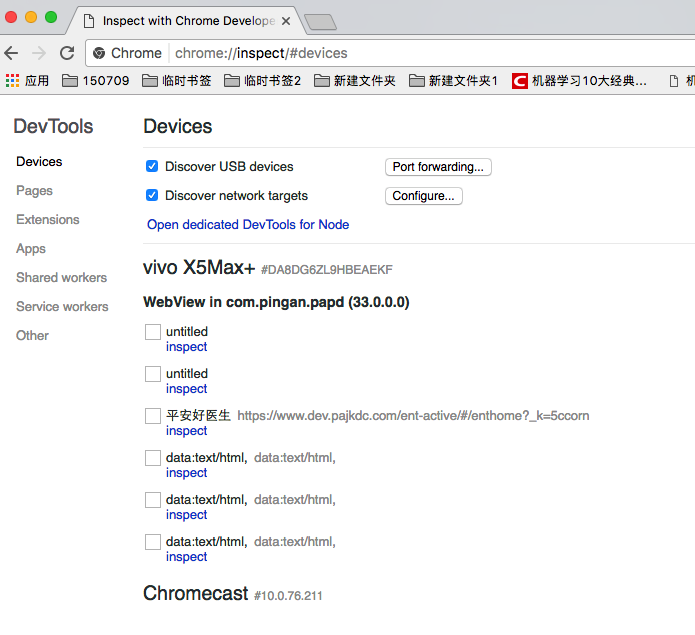 Inspect with Chrome Develope
Chrome chrome://inspect/#devices
应用 150709 临时书签 临时书签2 新建文件夹 新建文件夹1 C 机器学习10大经典...
DevTools
Devices
Pages
Extensions
Apps
Shared workers
Service workers
Other
Devices
Discover USB devices Port forwarding...
Discover network targets Configure...
Open dedicated DevTools for Node
vivo X5Max+ #DA8DG6ZL9HBEAEKF
WebView in com.pingan.papd (33.0.0.0)
untitled
inspect
untitled
inspect
平安好医生 https://www.dev.pajkdc.com/ent-active/#/enthome?_k=5ccorn
inspect
data:text/html, data:text/html,
inspect
data:text/html, data:text/html,
inspect
data:text/html, data:text/html,
inspect
Chromecast #10.0.76.211